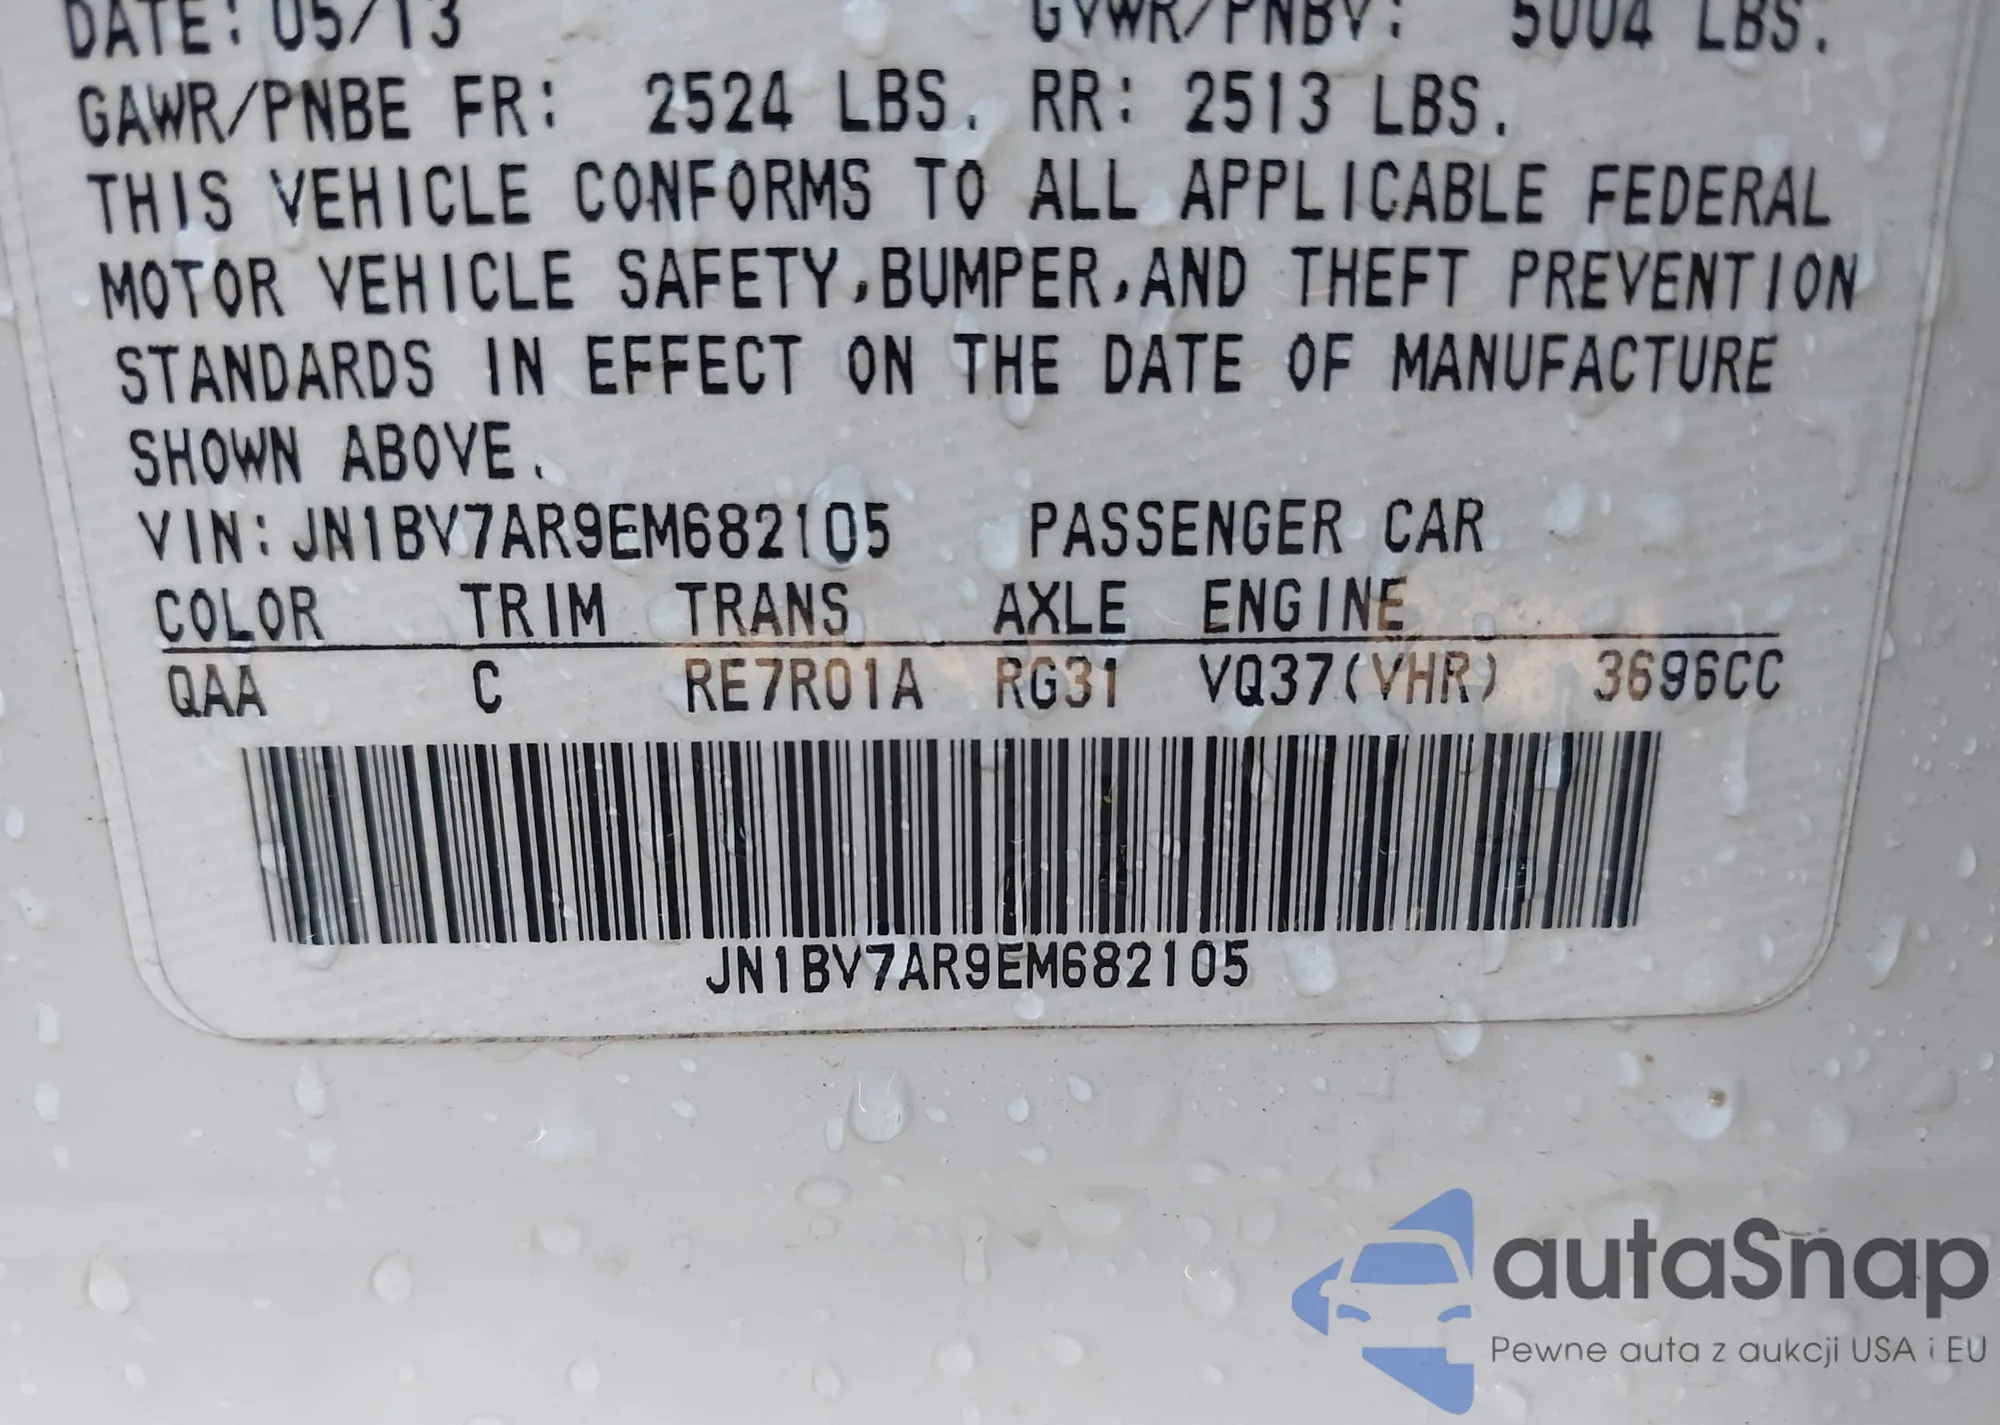 DATE: 05/13 GVWR/PNBV: 5004 LBS.
GAWR/PNBE FR: 2524 LBS. RR: 2513 LBS.
THIS VEHICLE CONFORMS TO ALL APPLICABLE FEDERAL
MOTOR VEHICLE SAFETY,BUMPER,AND THEFT PREVENTION
STANDARDS IN EFFECT ON THE DATE OF MANUFACTURE
SHOWN ABOVE.
VIN:JN1BV7AR9EM682105 PASSENGER CAR
COLOR TRIM TRANS AXLE ENGINE
QAA C RE7R01A RG31 VQ37(VHR) 3696CC
JN1BV7AR9EM682105
autaSnap
Pewne auta z aukcji USA i EU